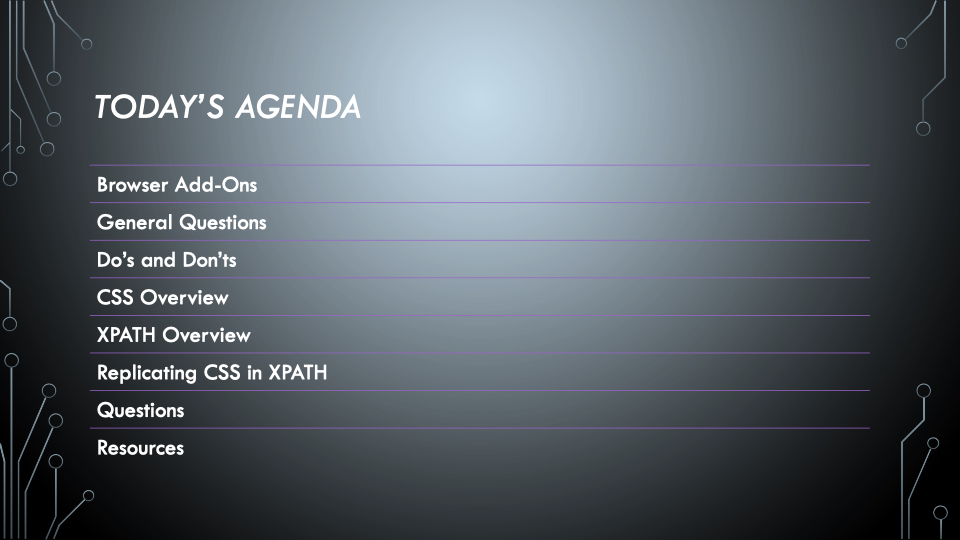 TODAY'S AGENDA
Browser Add-Ons
General Questions
Do's and Don'ts
CSS Overview
XPATH Overview
Replicating CSS in XPATH
Questions
Resources